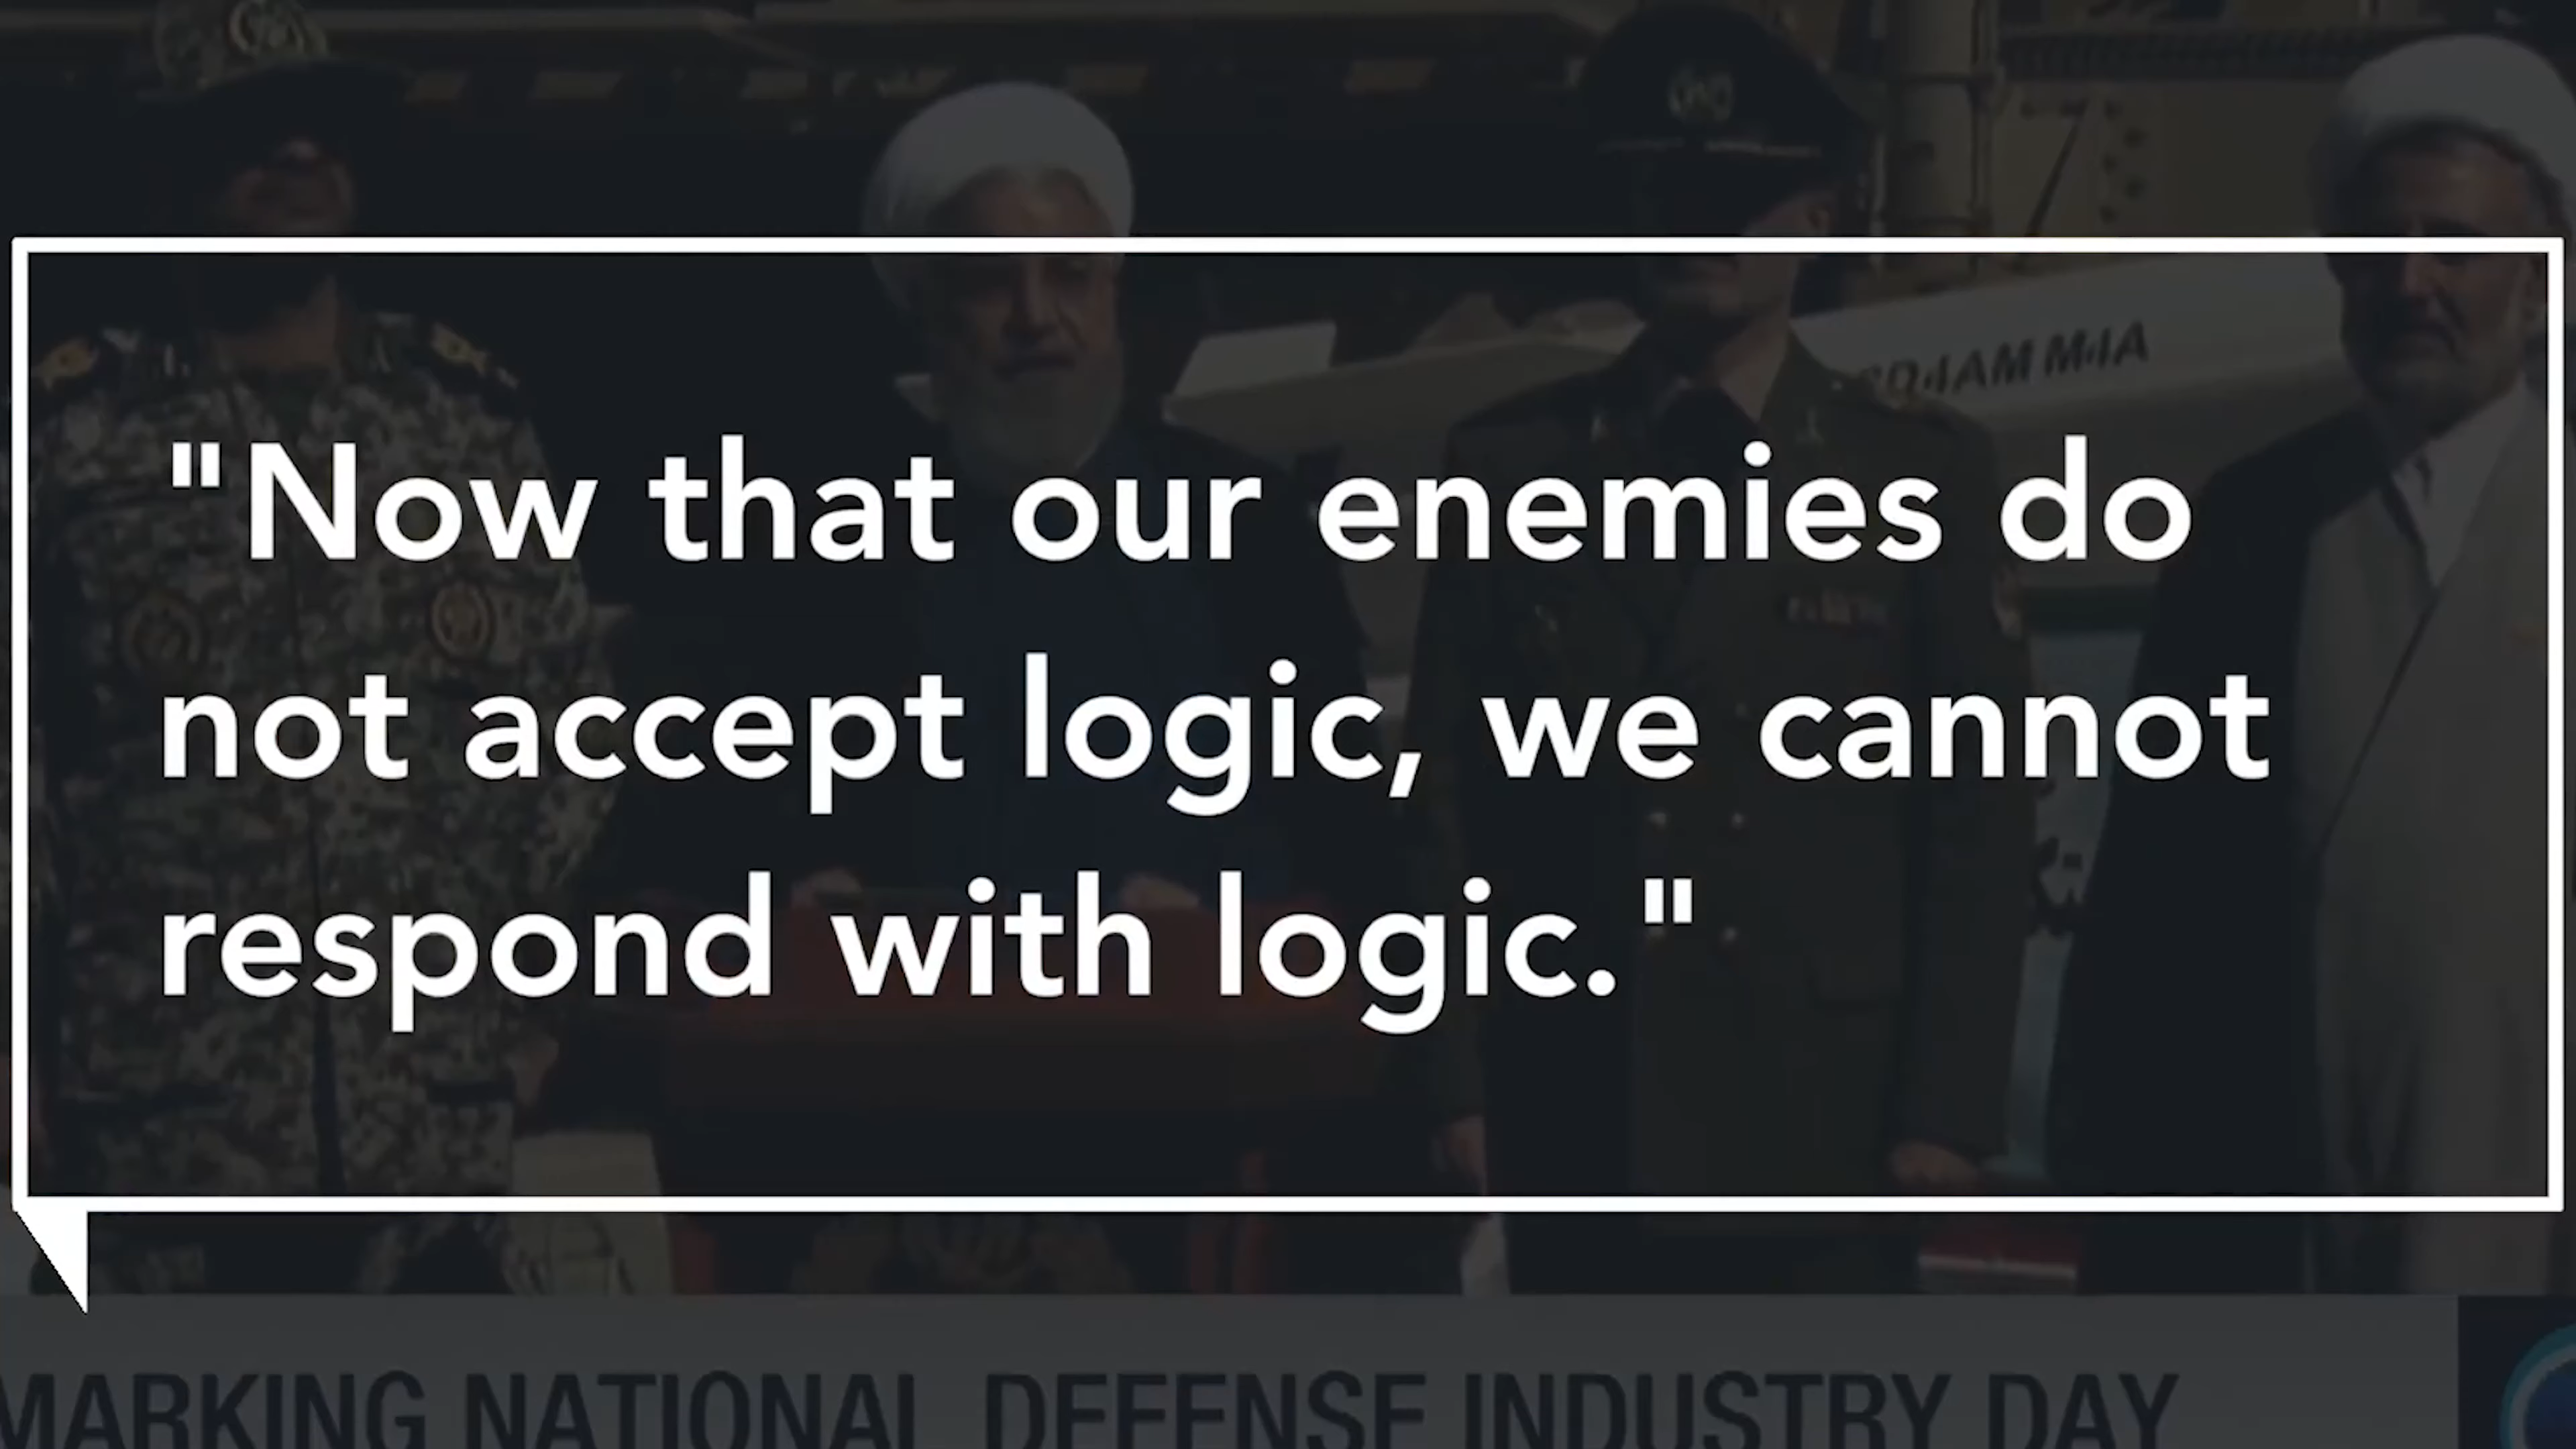 "Now that our enemies do
not accept logic, we cannot
respond with logic."
MARKING NATIONAL DEFENSE INDUSTRY DAY